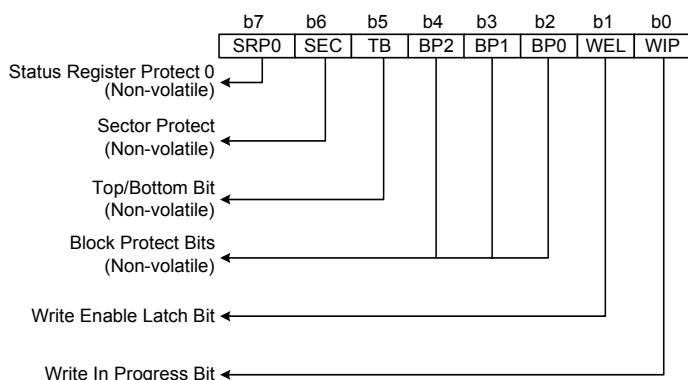 b7 b6 b5 b4 b3 b2 b1 b0
SRP0 SEC TB BP2 BP1 BP0 WEL WIP
Status Register Protect 0
(Non-volatile)
Sector Protect
(Non-volatile)
Top/Bottom Bit
(Non-volatile)
Block Protect Bits
(Non-volatile)
Write Enable Latch Bit
Write In Progress Bit